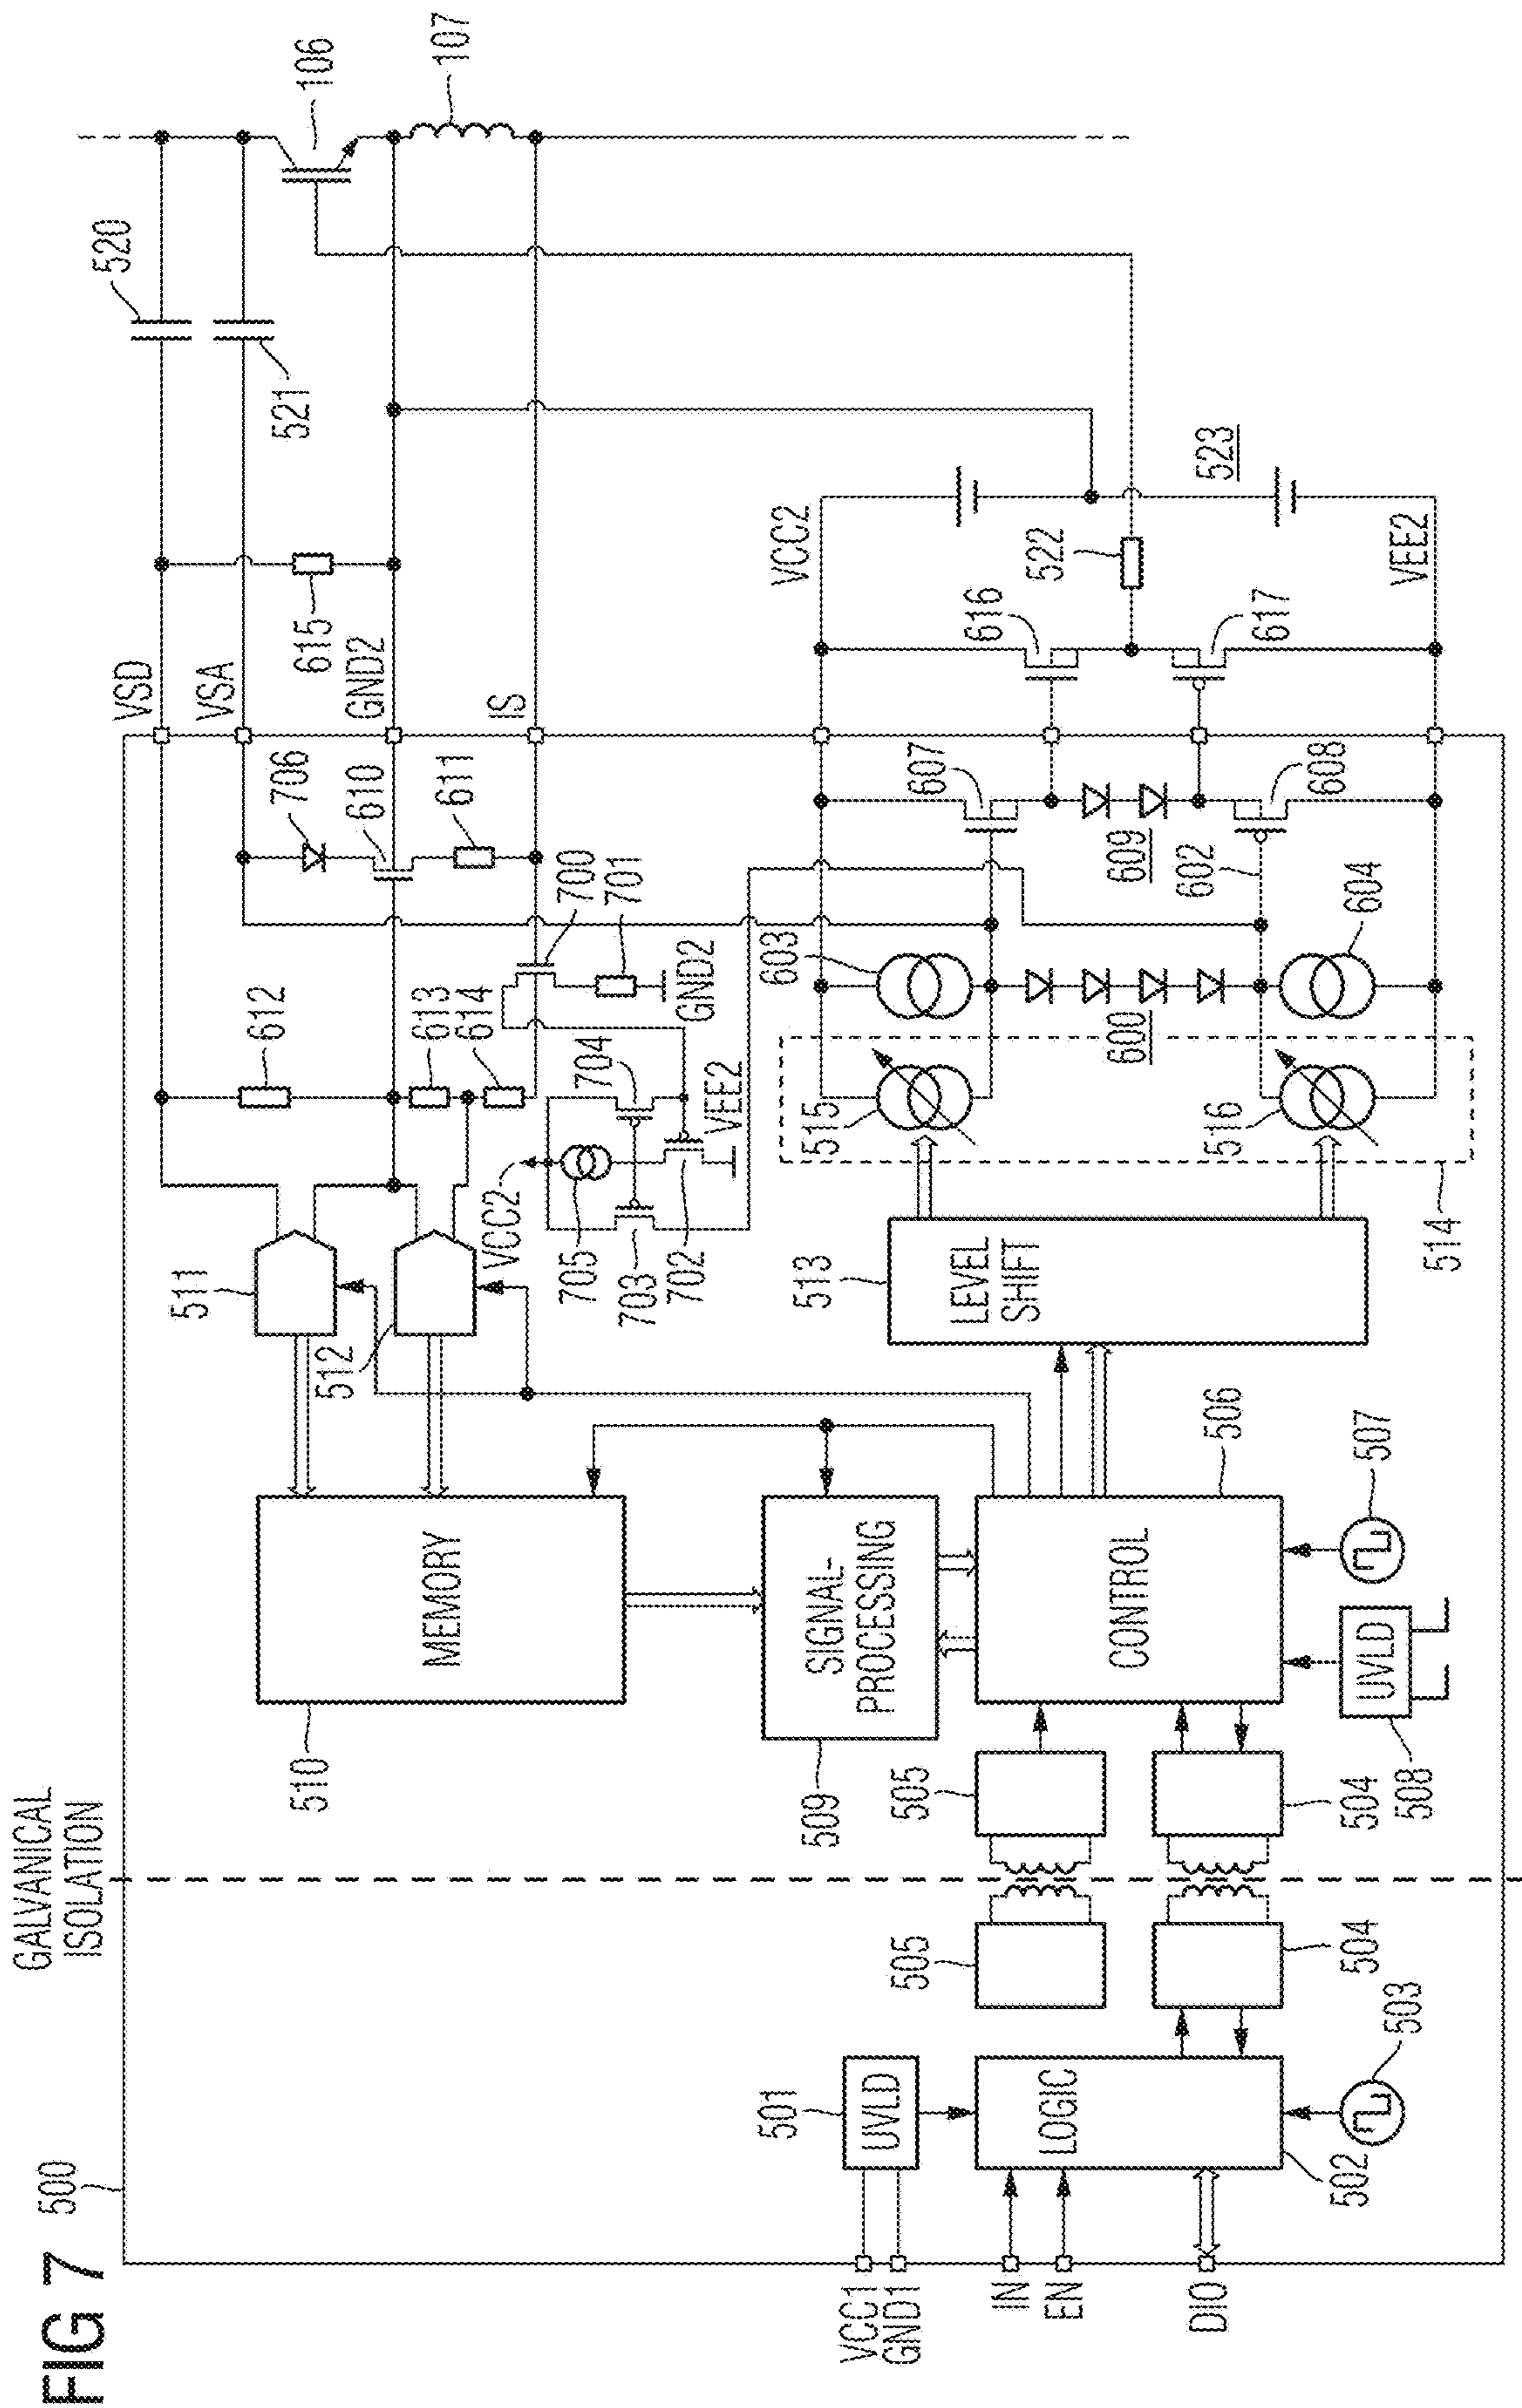 FIG 7
500
GALVANICAL
ISOLATION
VCC1
GND1
IN
EN
DIO
501
UVLD
LOGIC
502
503
505
504
505
504
510
MEMORY
509
SIGNAL-
PROCESSING
CONTROL
506
507
UVLD
508
511
512
513
LEVEL
SHIFT
514
515
516
VCC2
705
703
702
704
VEE2
612
613
614
700
701
GND2
706
610
611
603
600
604
602
607
609
608
VSD
VSA
GND2
IS
615
VCC2
616
617
522
VEE2
523
520
521
106
107